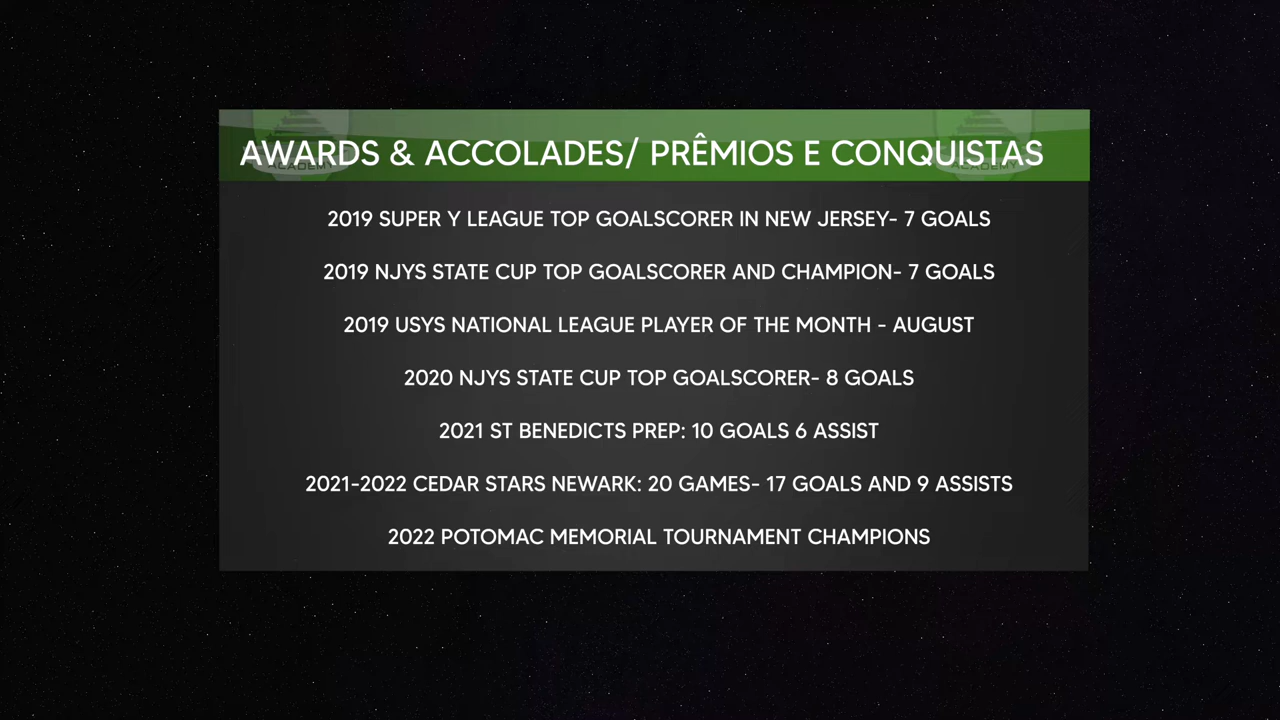 AWARDS & ACCOLADES/ PRÊMIOS E CONQUISTAS
ACADEMY
ACADEMY
2019 SUPER Y LEAGUE TOP GOALSCORER IN NEW JERSEY- 7 GOALS
2019 NJYS STATE CUP TOP GOALSCORER AND CHAMPION- 7 GOALS
2019 USYS NATIONAL LEAGUE PLAYER OF THE MONTH - AUGUST
2020 NJYS STATE CUP TOP GOALSCORER- 8 GOALS
2021 ST BENEDICTS PREP: 10 GOALS 6 ASSIST
2021-2022 CEDAR STARS NEWARK: 20 GAMES- 17 GOALS AND 9 ASSISTS
2022 POTOMAC MEMORIAL TOURNAMENT CHAMPIONS